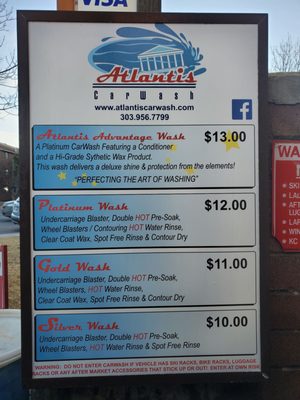 VISA
Atlantis
CarWash
www.atlantiscarwash.com
303.956.7799
f
Atlantis Advantage Wash $13.00
A Platinum CarWash Featuring a Conditioner
and a Hi-Grade Sythetic Wax Product.
This wash delivers a deluxe shine & protection from the elements!
"PERFECTING THE ART OF WASHING"
Platinum Wash $12.00
Undercarriage Blaster, Double HOT Pre-Soak,
Wheel Blasters / Contouring HOT Water Rinse,
Clear Coat Wax, Spot Free Rinse & Contour Dry
Gold Wash $11.00
Undercarriage Blaster, Double HOT Pre-Soak,
Wheel Blasters, HOT Water Rinse,
Clear Coat Wax, Spot Free Rinse & Contour Dry
Silver Wash $10.00
Undercarriage Blaster, Double HOT Pre-Soak,
Wheel Blasters, HOT Water Rinse & Spot Free Rinse
WARNING: DO NOT ENTER CARWASH IF VEHICLE HAS SKI RACKS, BIKE RACKS, LUGGAGE
RACKS OR ANY AFTER MARKET ACCESSORIES THAT STICK UP OR OUT! ENTER AT OWN RISK